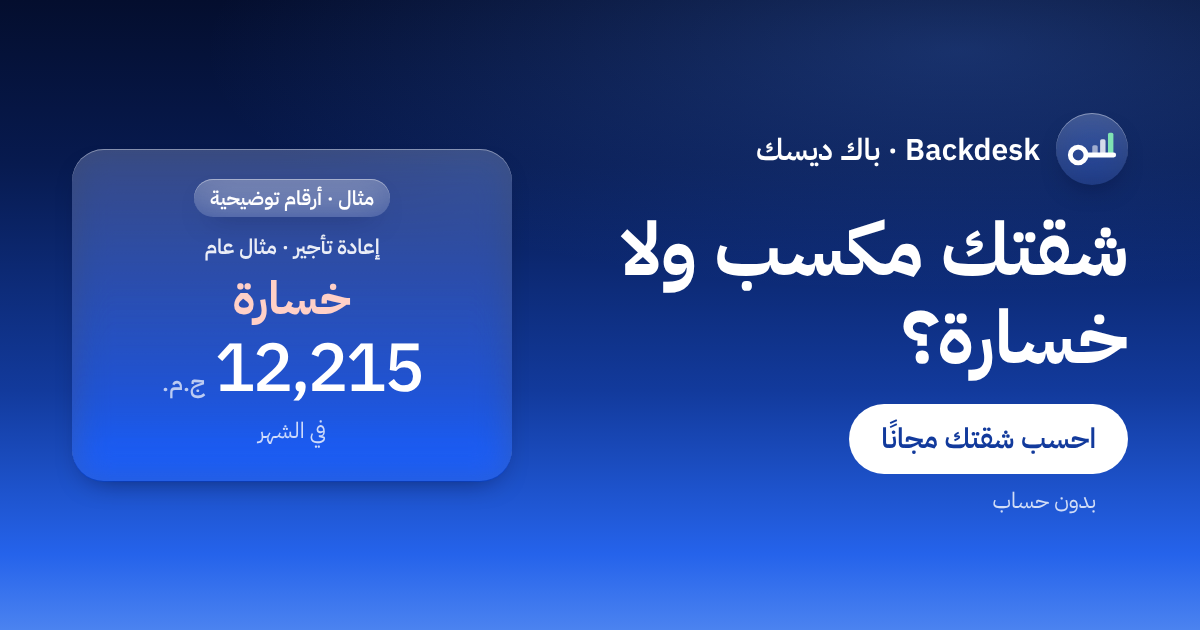 Backdesk · باك ديسك
شقتك مكسب ولا
خسارة؟
احسب شقتك مجانًا
بدون حساب
مثال · أرقام توضيحية
إعادة تأجير · مثال عام
خسارة
12,215 ج.م.
في الشهر